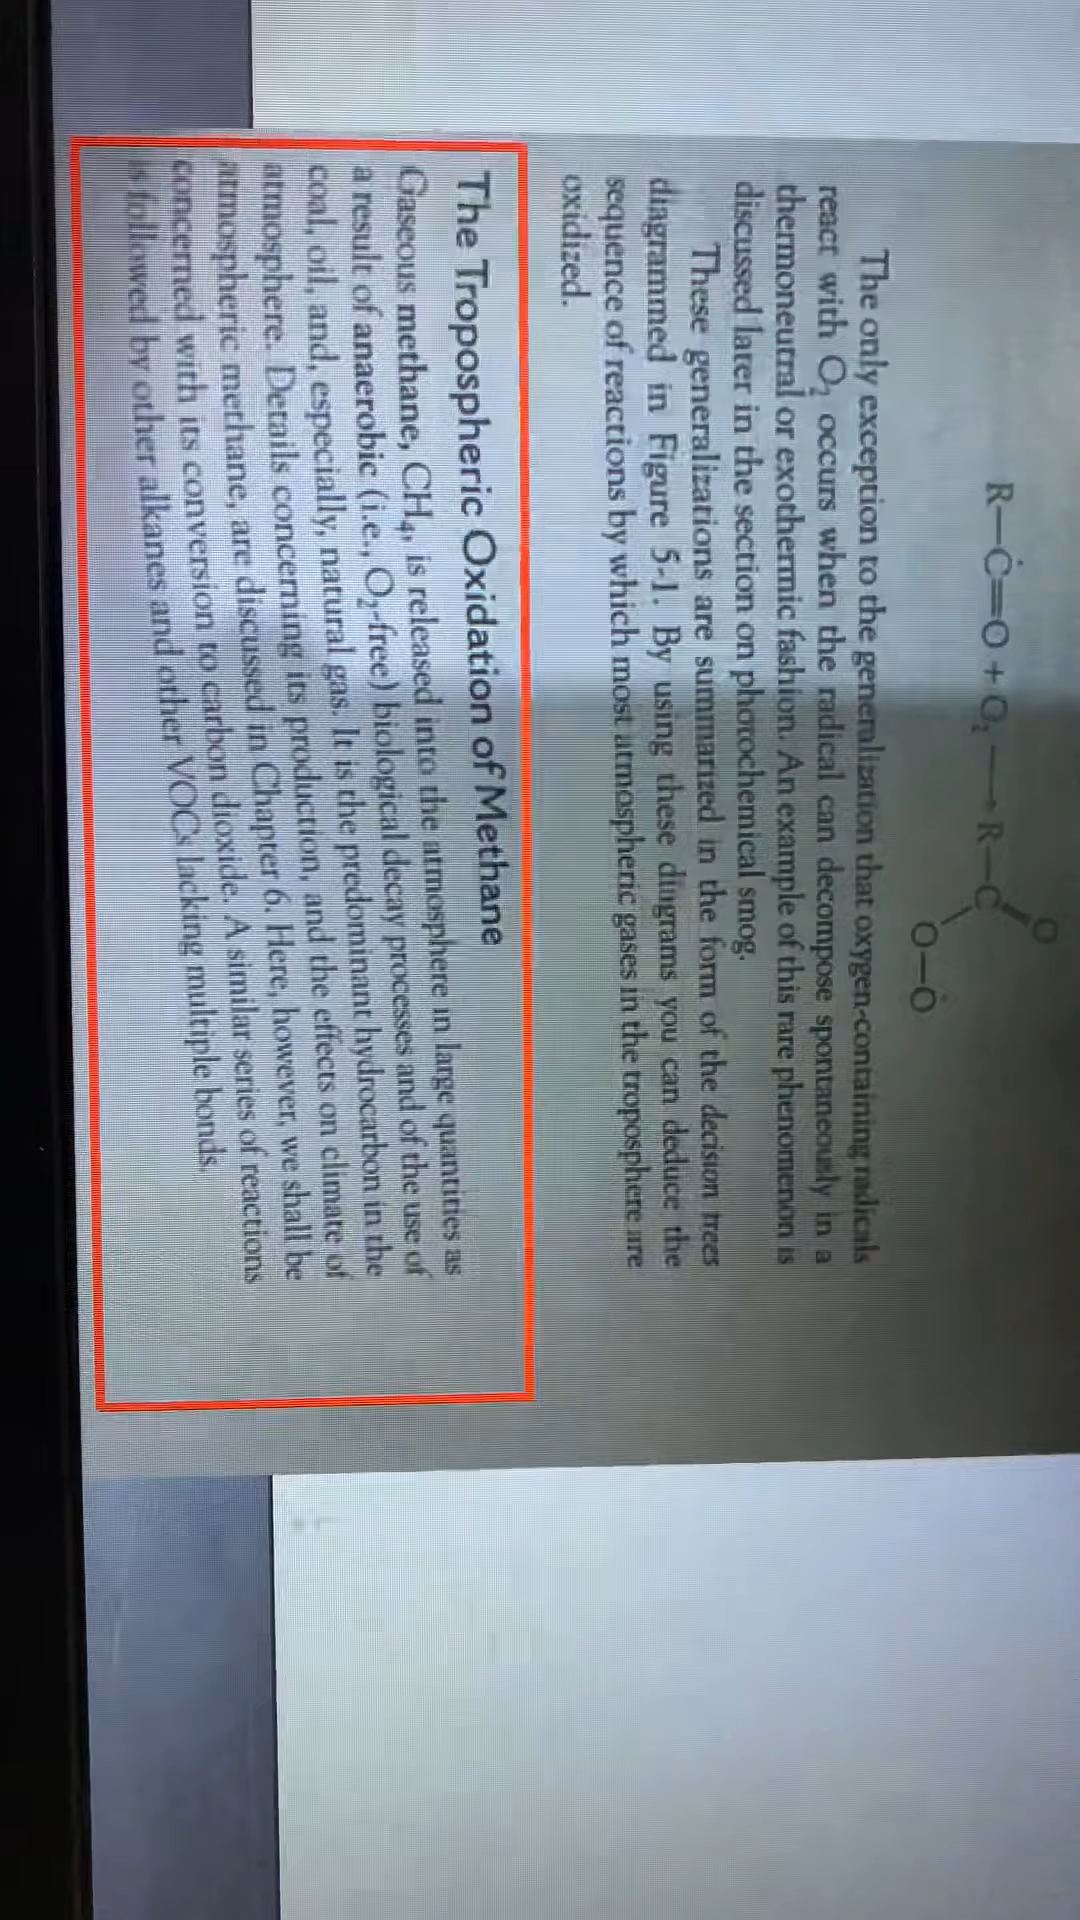 O
R—Ċ=O + O₂ → R—C
O—Ȯ
The only exception to the generalization that oxygen-containing radicals
react with O₂ occurs when the radical can decompose spontaneously in a
thermoneutral or exothermic fashion. An example of this rare phenomenon is
discussed later in the section on photochemical smog.
These generalizations are summarized in the form of the decision trees
diagrammed in Figure 5-1. By using these diagrams you can deduce the
sequence of reactions by which most atmospheric gases in the troposphere are
oxidized.
The Tropospheric Oxidation of Methane
Gaseous methane, CH₄, is released into the atmosphere in large quantities as
a result of anaerobic (i.e., O₂-free) biological decay processes and of the use of
coal, oil, and, especially, natural gas. It is the predominant hydrocarbon in the
atmosphere. Details concerning its production, and the effects on climate of
atmospheric methane, are discussed in Chapter 6. Here, however, we shall be
concerned with its conversion to carbon dioxide. A similar series of reactions
is followed by other alkanes and other VOCs lacking multiple bonds.